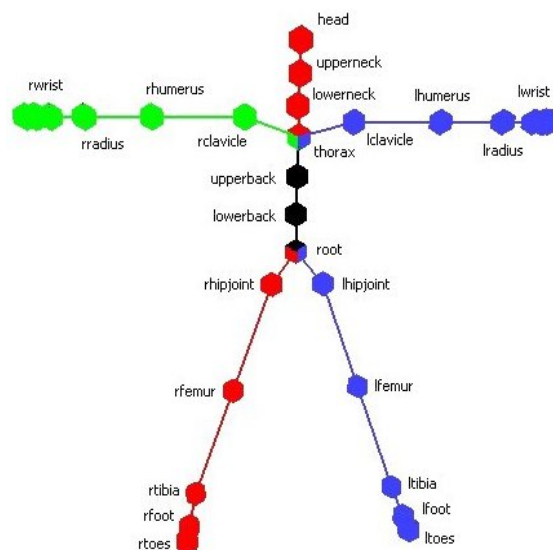 head
upperneck
rwrist
rhumerus
lowerneck
lhumerus
lwrist
rradius
rclavicle
thorax
lclavicle
lradius
upperback
lowerback
root
rhipjoint
lhipjoint
rfemur
lfemur
rtibia
ltibia
rfoot
lfoot
rtoes
ltoes